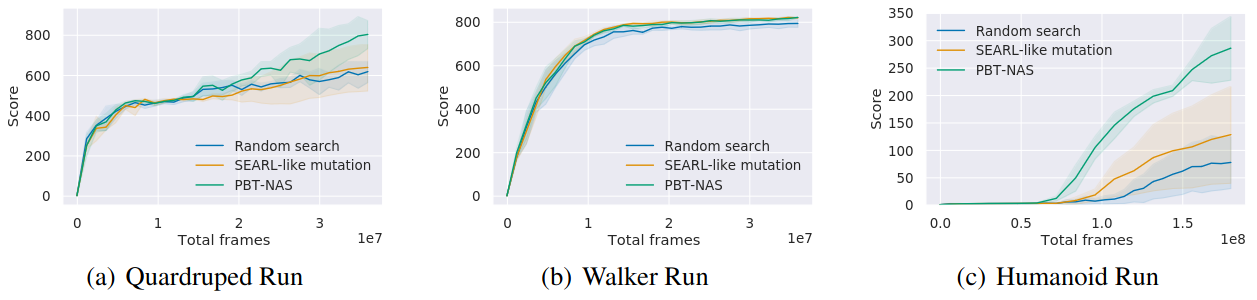 Score
800
600
400
200
0
Random search
SEARL-like mutation
PBT-NAS
0 1 2 3
Total frames 1e7
(a) Quardruped Run
Score
800
600
400
200
0
Random search
SEARL-like mutation
PBT-NAS
0 1 2 3
Total frames 1e7
(b) Walker Run
Score
350
300
250
200
150
100
50
0
Random search
SEARL-like mutation
PBT-NAS
0.0 0.5 1.0 1.5
Total frames 1e8
(c) Humanoid Run